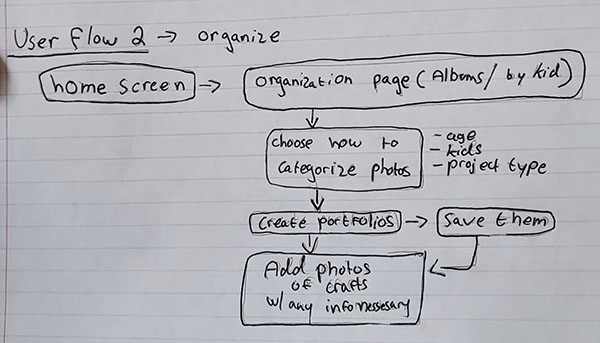 User Flow 2 → organize
home screen → organization page (Albums/ by kid)
choose how to
categorize photos
- age
- kids
- project type
create portfolios → save them
Add photos
of crafts
w/ any info nessesary